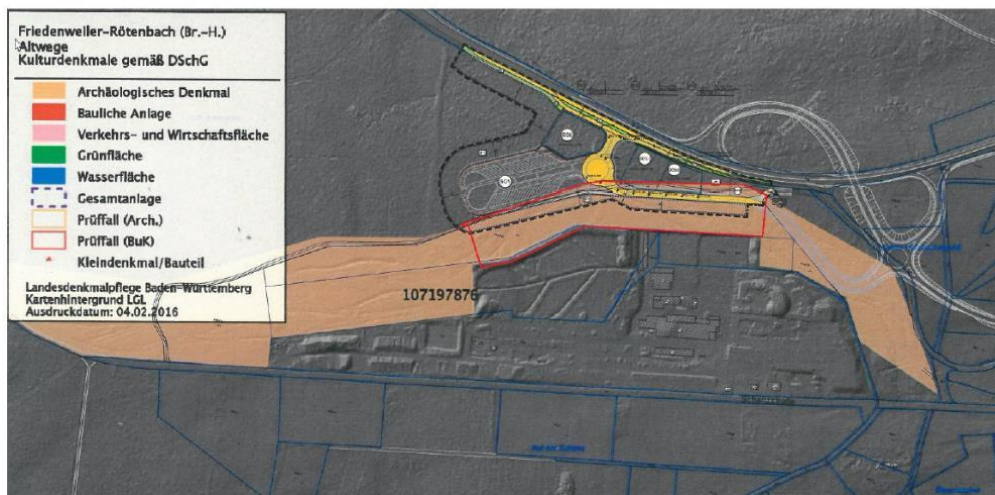 Friedenweiler-Rötenbach (Br.-H.)
Altwege
Kulturdenkmale gemäß DSchG
Archäologisches Denkmal
Bauliche Anlage
Verkehrs- und Wirtschaftsfläche
Grünfläche
Wasserfläche
Gesamtanlage
Prüffall (Arch.)
Prüffall (BuK)
Kleindenkmal/Bauteil
Landesdenkmalpflege Baden-Württemberg
Kartenhintergrund LGL
Ausdruckdatum: 04.02.2016
107197876